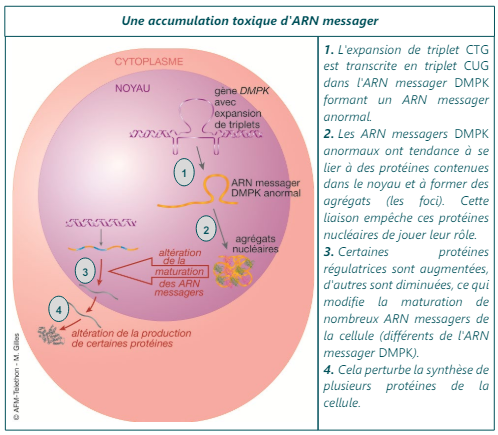 Une accumulation toxique d'ARN messager
CYTOPLASME
NOYAU
gène DMPK
avec
expansion
de triplets
1
ARN messager
DMPK anormal
2
agrégats
nucléaires
altération
de la
maturation
des ARN
messagers
3
4
altération de la production
de certaines protéines
© AFM-Telethon - M. Gilles
1. L'expansion de triplet CTG
est transcrite en triplet CUG
dans l'ARN messager DMPK
formant un ARN messager
anormal.
2. Les ARN messagers DMPK
anormaux ont tendance à se
lier à des protéines contenues
dans le noyau et à former des
agrégats (les foci). Cette
liaison empêche ces protéines
nucléaires de jouer leur rôle.
3. Certaines protéines
régulatrices sont augmentées,
d'autres sont diminuées, ce qui
modifie la maturation de
nombreux ARN messagers de
la cellule (différents de l'ARN
messager DMPK).
4. Cela perturbe la synthèse de
plusieurs protéines de la
cellule.